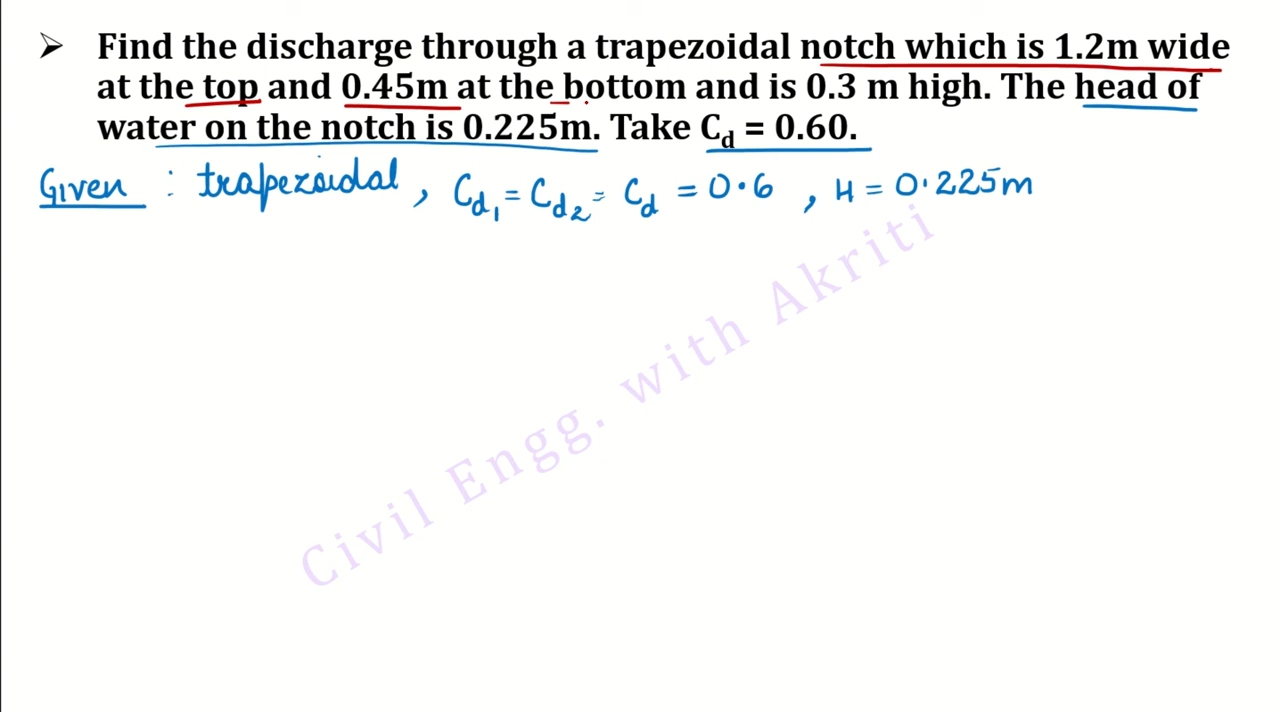 ➤ Find the discharge through a trapezoidal notch which is 1.2m wide
at the top and 0.45m at the bottom and is 0.3 m high. The head of
water on the notch is 0.225m. Take Cd = 0.60.
Given : trapezoidal , Cd1 = Cd2 = Cd = 0.6 , H = 0.225m
Civil Engg. with Akriti